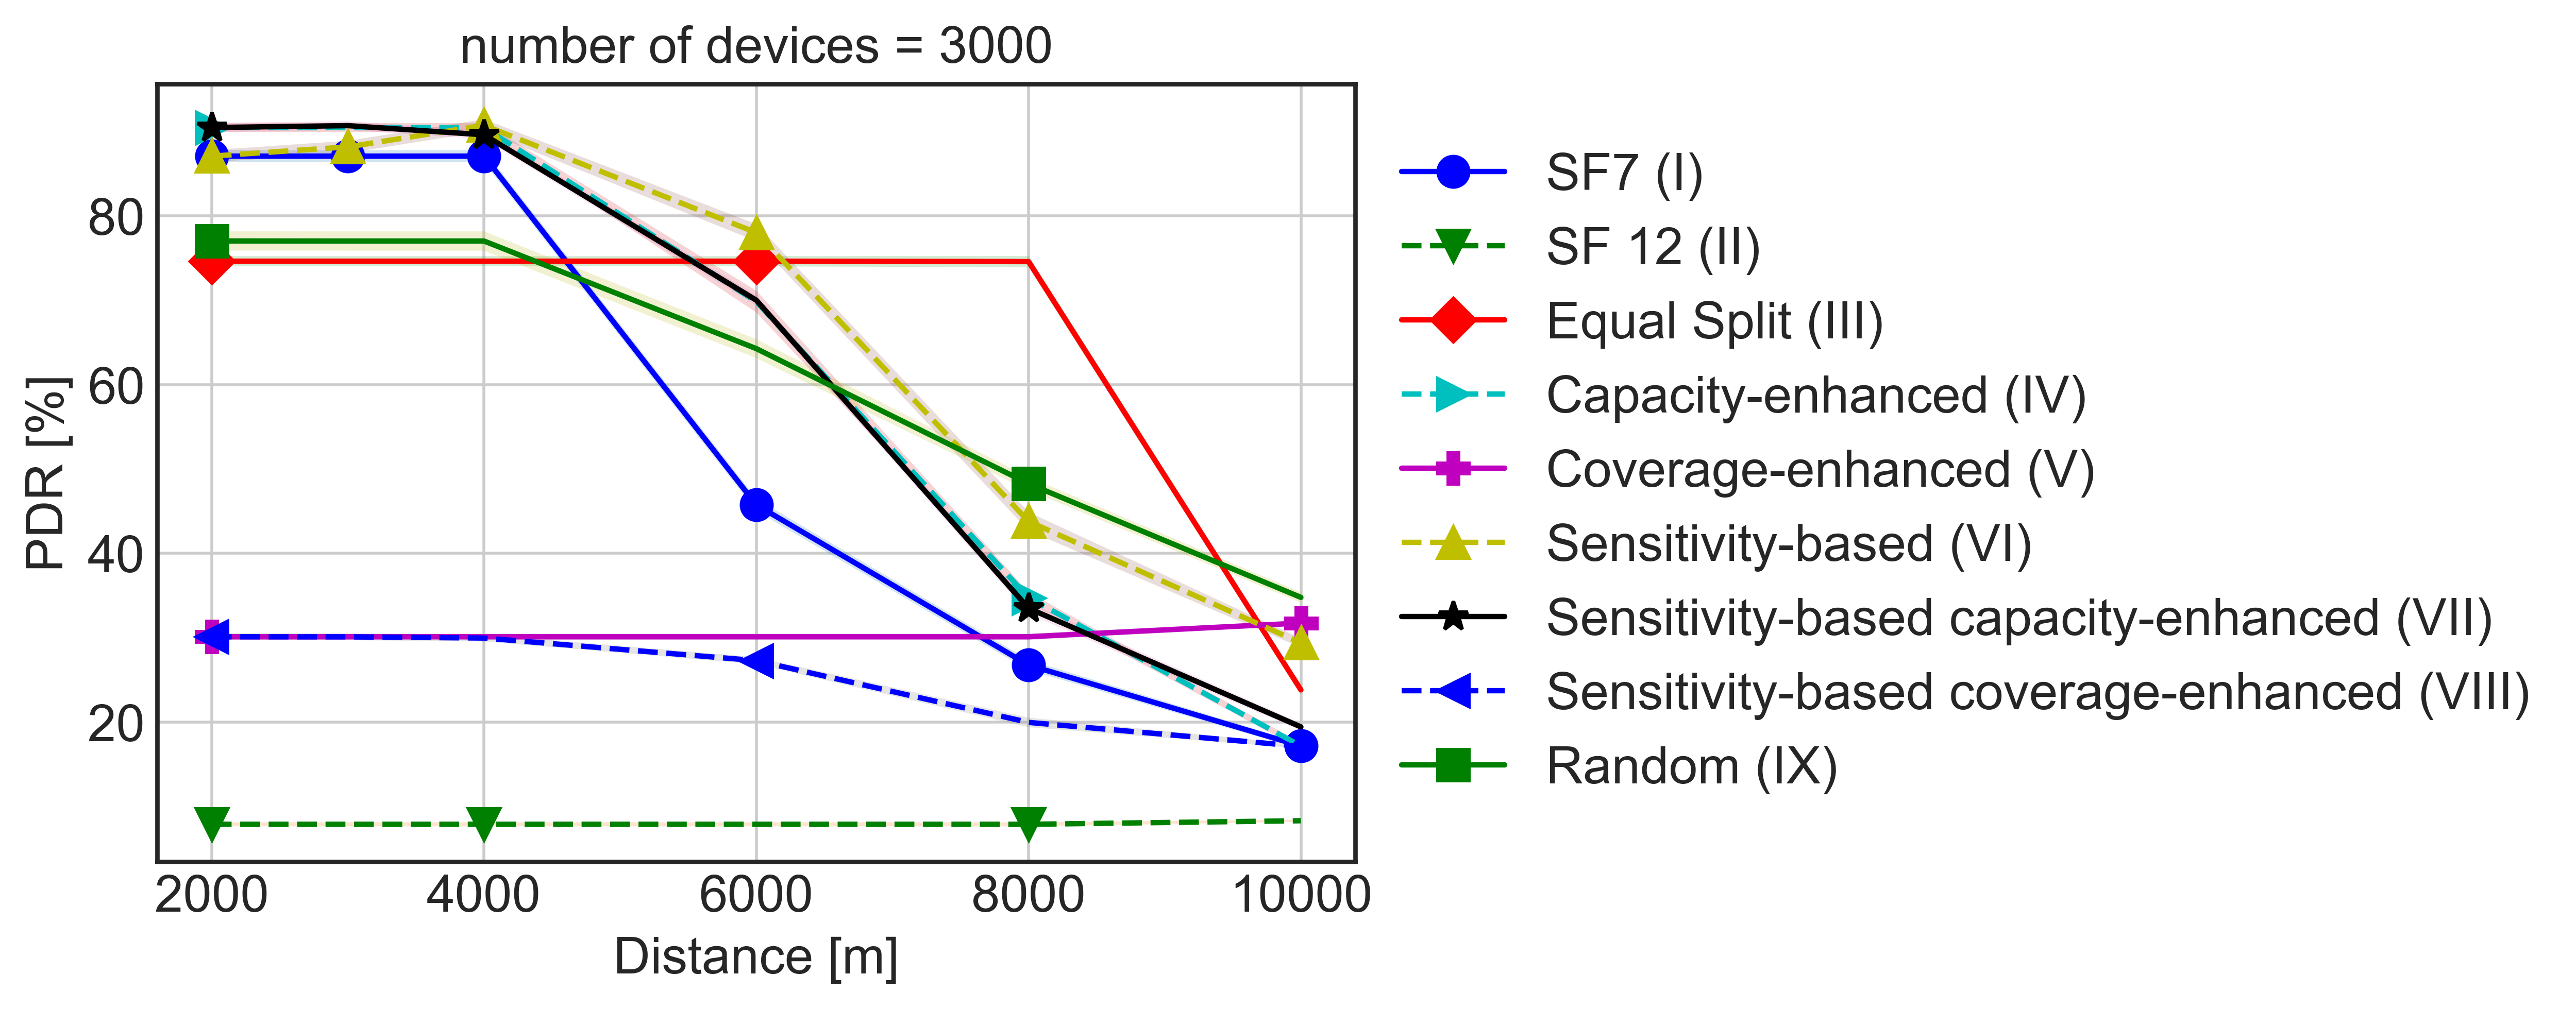 number of devices = 3000
PDR [%]
80
60
40
20
2000 4000 6000 8000 10000
Distance [m]
SF7 (I)
SF 12 (II)
Equal Split (III)
Capacity-enhanced (IV)
Coverage-enhanced (V)
Sensitivity-based (VI)
Sensitivity-based capacity-enhanced (VII)
Sensitivity-based coverage-enhanced (VIII)
Random (IX)